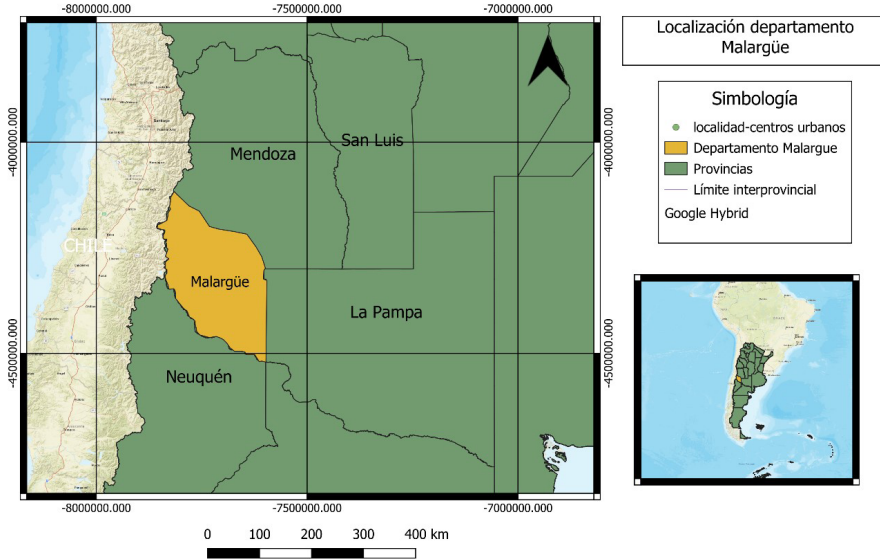 -8000000.000 -7500000.000 -7000000.000
Localización departamento
Malargüe
Simbología
localidad-centros urbanos
Departamento Malargue
Provincias
Límite interprovincial
Google Hybrid
-4000000.000
-4000000.000
San Luis
Mendoza
CHILE
Malargüe
La Pampa
-4500000.000
-4500000.000
Neuquén
-8000000.000 -7500000.000 -7000000.000
0 100 200 300 400 km